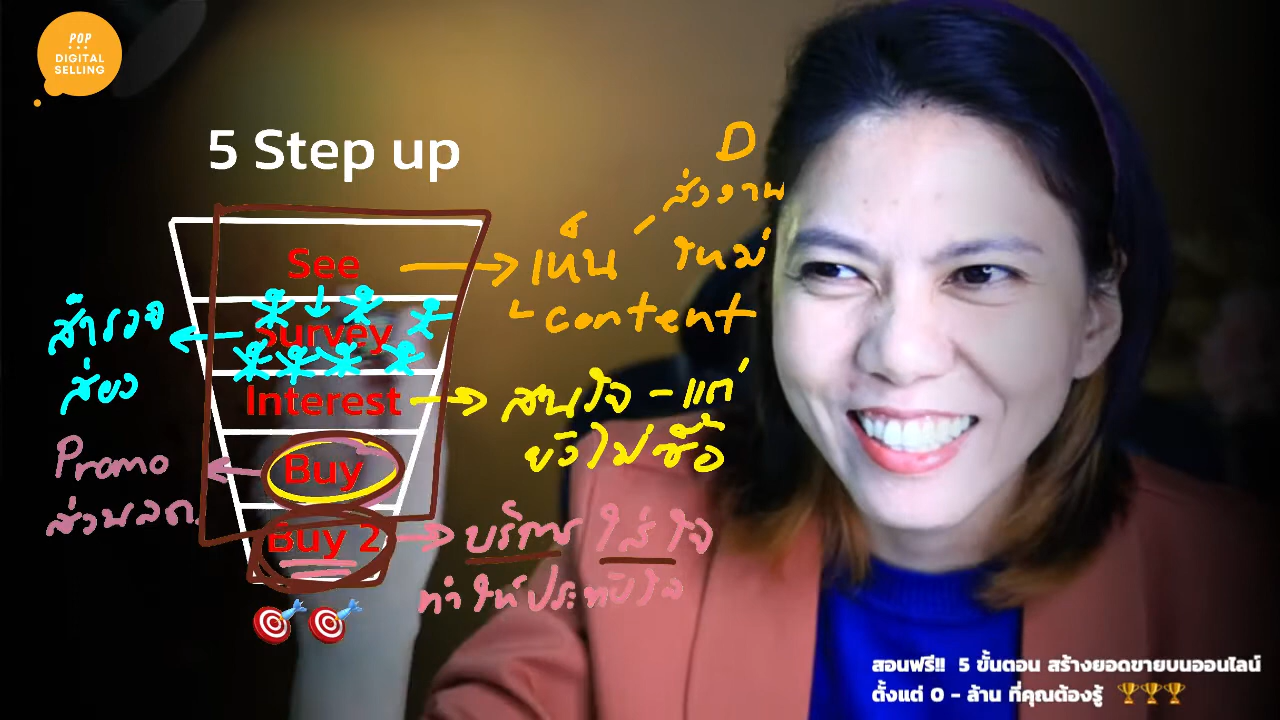 POP
DIGITAL
SELLING
5 Step up
D
ส่งงาน
See
เห็น
ใหม่
content
Survey
สำรวจ
Interest
สนใจ - แต่
ยังไม่ซื้อ
Promo
Buy
ส่วนลด
Buy 2
บริการ ใส่ใจ
ทำให้ประทับใจ
สอนฟรี!! 5 ขั้นตอน สร้างยอดขายบนออนไลน์
ตั้งแต่ 0 - ล้าน ที่คุณต้องรู้